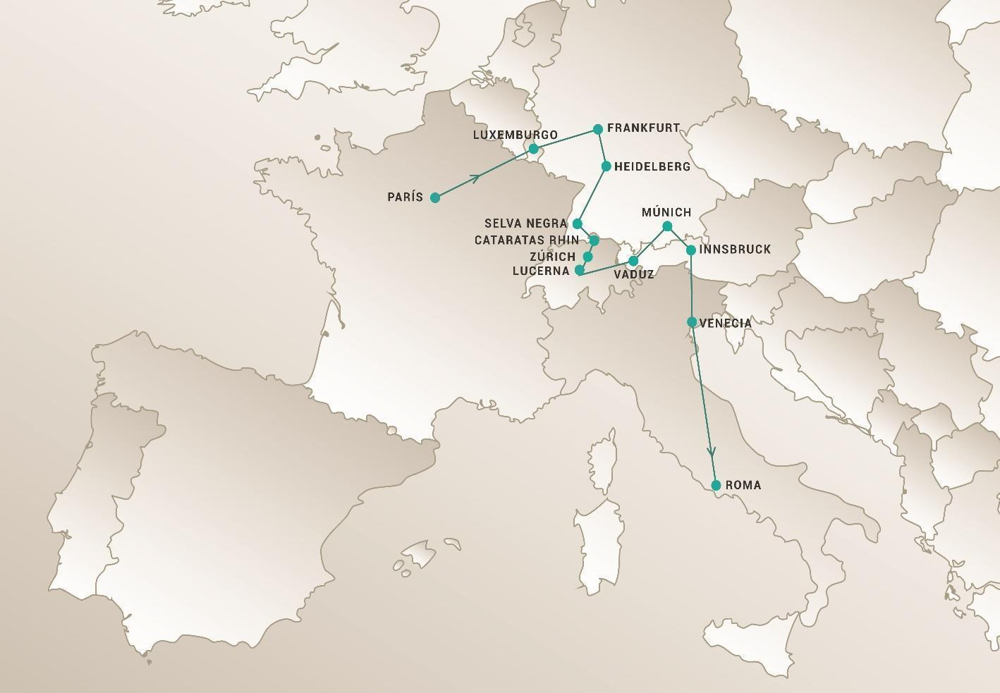 FRANKFURT
LUXEMBURGO
HEIDELBERG
PARÍS
MÚNICH
SELVA NEGRA
CATARATAS RHIN
INNSBRUCK
ZÚRICH
LUCERNA
VADUZ
VENECIA
ROMA